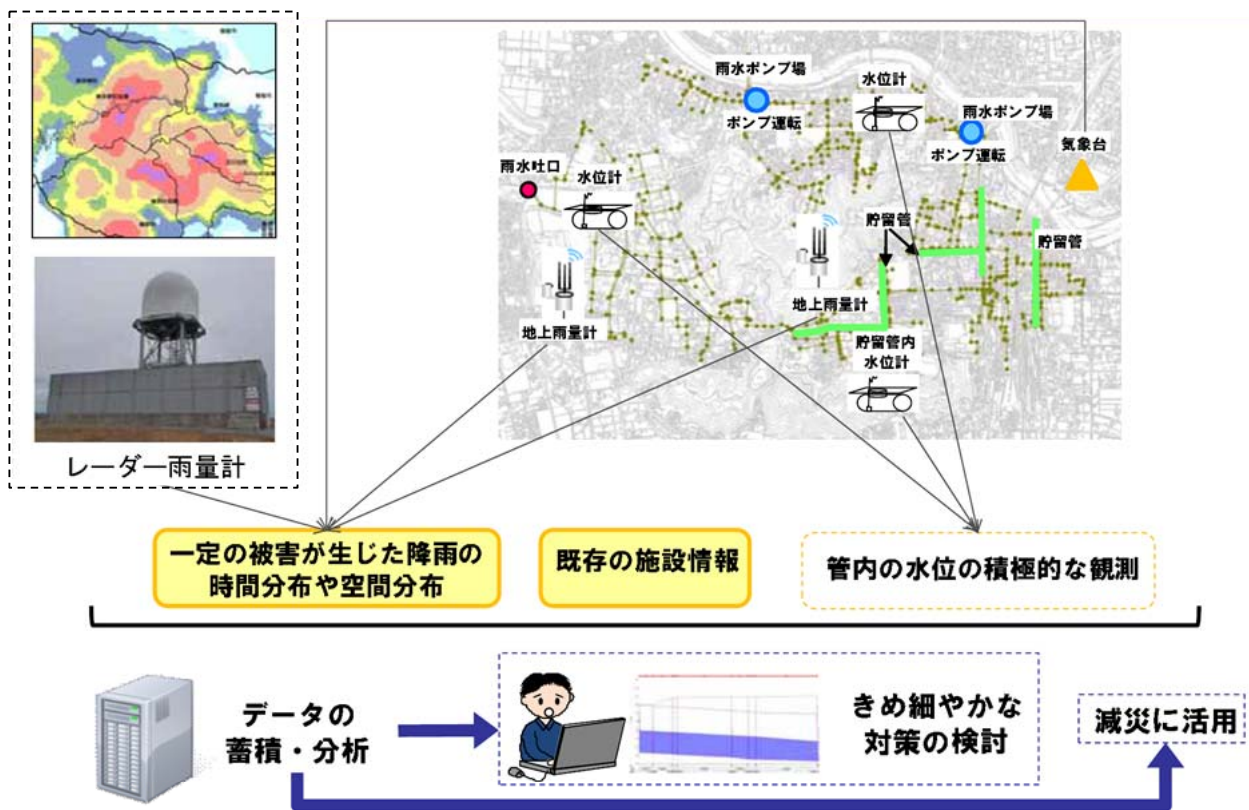 レーダー雨量計
雨水ポンプ場
ポンプ運転
水位計
雨水ポンプ場
ポンプ運転
気象台
雨水吐口
水位計
地上雨量計
地上雨量計
貯留管
貯留管
貯留管内
水位計
一定の被害が生じた降雨の
時間分布や空間分布
既存の施設情報
管内の水位の積極的な観測
データの
蓄積・分析
きめ細やかな
対策の検討
減災に活用